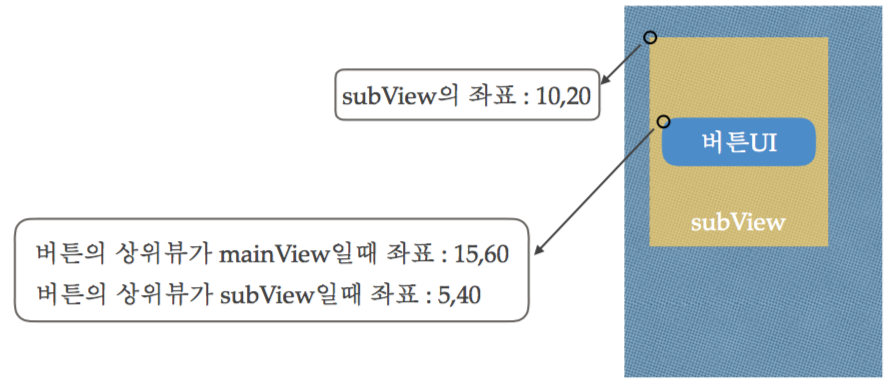 subView의 좌표 : 10,20
버튼UI
subView
버튼의 상위뷰가 mainView일때 좌표 : 15,60
버튼의 상위뷰가 subView일때 좌표 : 5,40